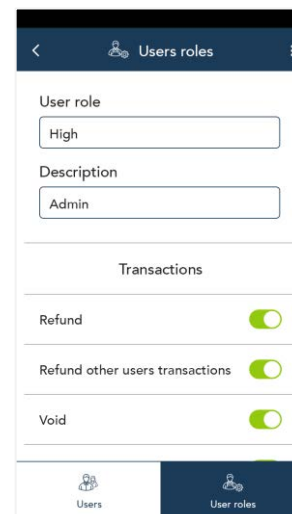 Users roles
User role
High
Description
Admin
Transactions
Refund
Refund other users transactions
Void
Users
User roles